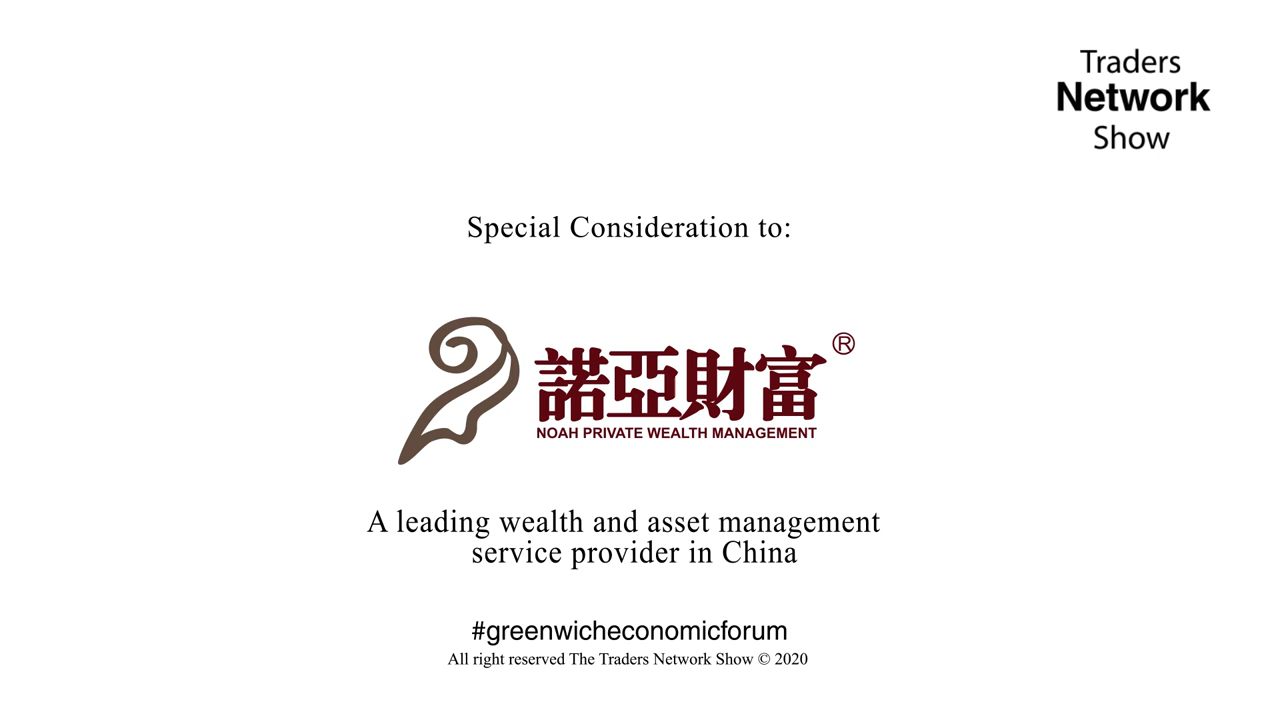 Traders
Network
Show
Special Consideration to:
諾亞財富®
NOAH PRIVATE WEALTH MANAGEMENT
A leading wealth and asset management
service provider in China
#greenwicheconomicforum
All right reserved The Traders Network Show © 2020